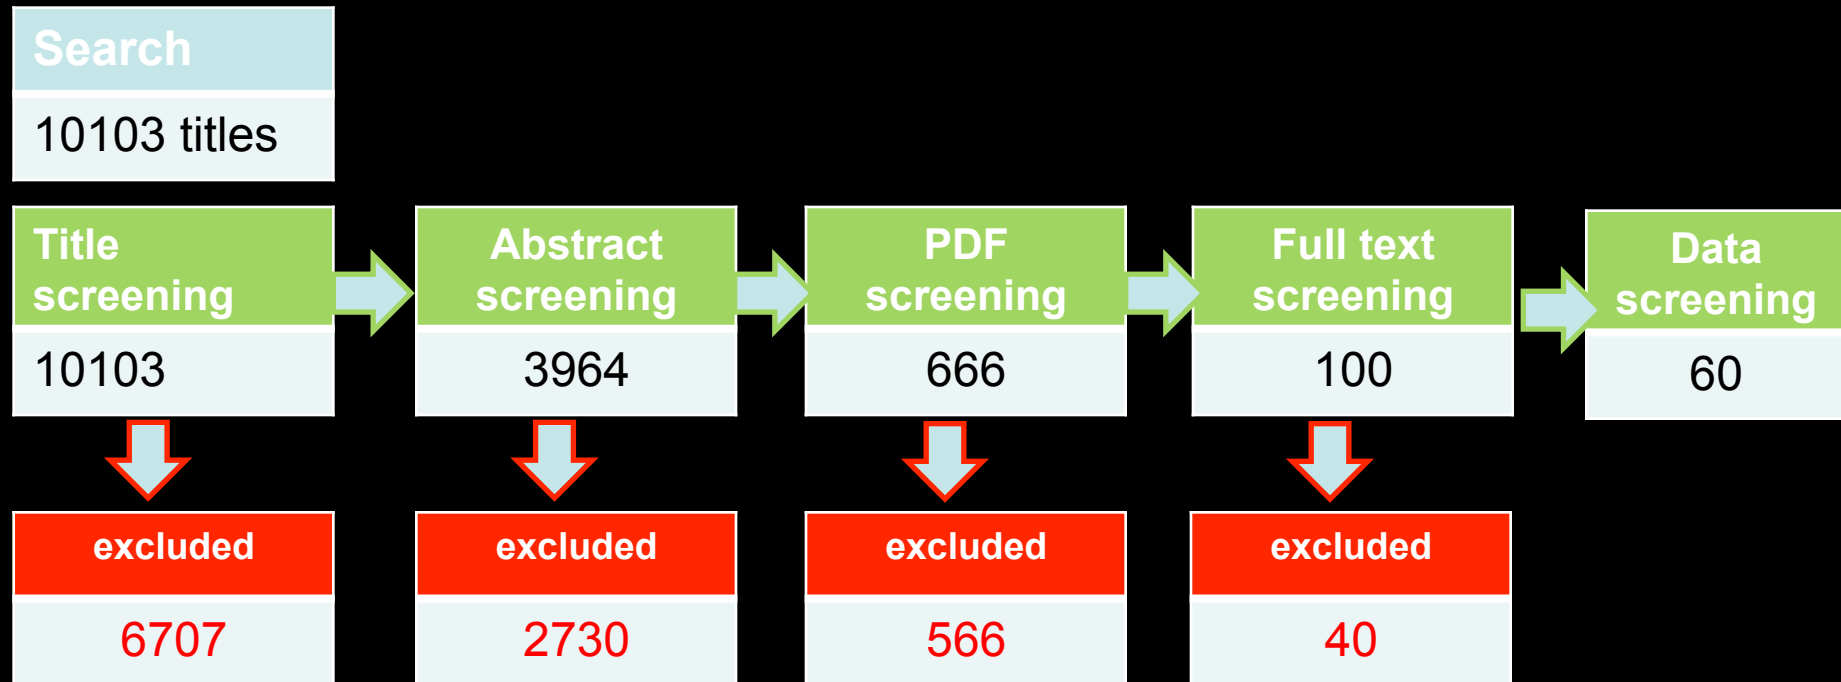 Search
10103 titles
Title
screening
10103
Abstract
screening
3964
PDF
screening
666
Full text
screening
100
Data
screening
60
excluded
6707
excluded
2730
excluded
566
excluded
40